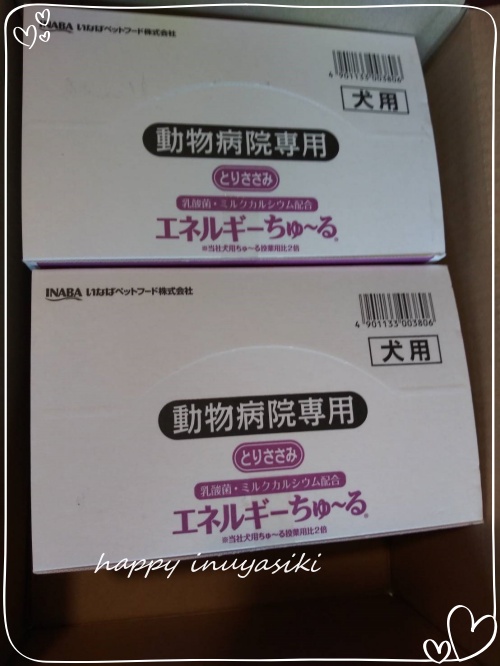 INABA いなばペットフード株式会社
4 901133 003806
犬用
動物病院専用
とりささみ
乳酸菌・ミルクカルシウム配合
エネルギーちゅ~る®
※当社犬用ちゅ~る投薬用比2倍
INABA いなばペットフード株式会社
4 901133 003806
犬用
動物病院専用
とりささみ
乳酸菌・ミルクカルシウム配合
エネルギーちゅ~る®
※当社犬用ちゅ~る投薬用比2倍
happy inuyasiki